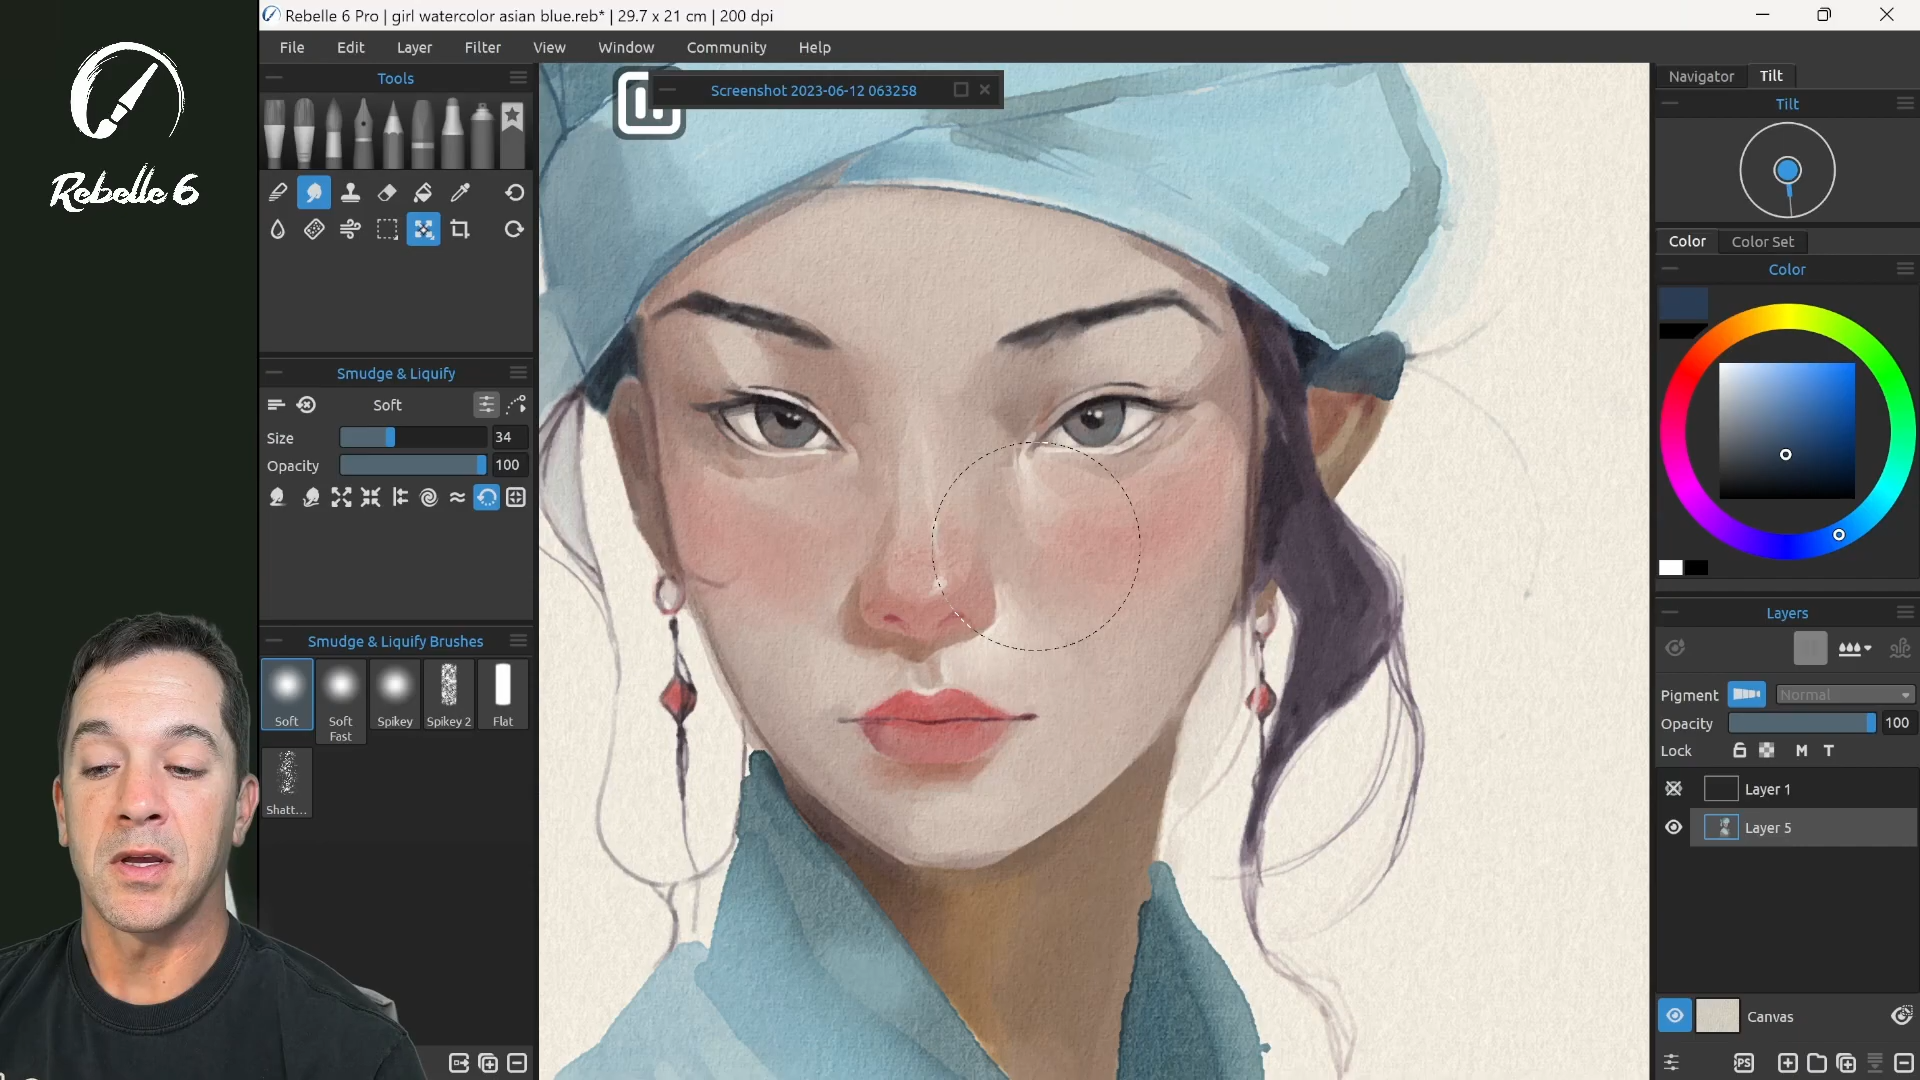 Rebelle 6 Pro | girl watercolor asian blue.reb* | 29.7 x 21 cm | 200 dpi
File Edit Layer Filter View Window Community Help
Rebelle 6
Tools
Screenshot 2023-06-12 063258
Smudge & Liquify
Soft
Size 34
Opacity 100
Smudge & Liquify Brushes
Soft
Soft Fast
Spikey
Spikey 2
Flat
Shatt...
Navigator Tilt
Tilt
Color Color Set
Color
Layers
Pigment Normal
Opacity 100
Lock M T
Layer 1
Layer 5
Canvas
PS